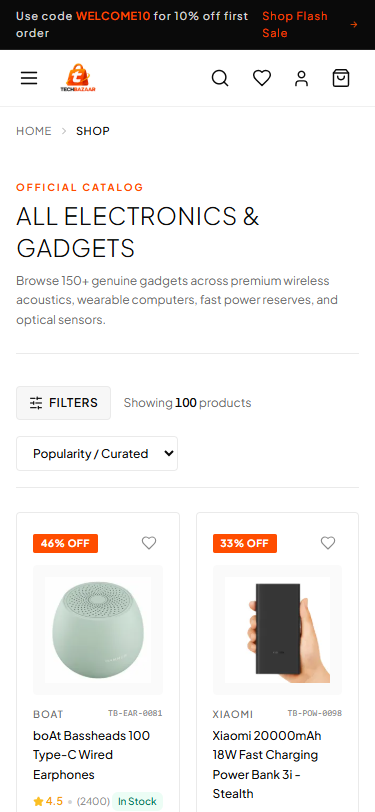 Use code WELCOME10 for 10% off first order
Shop Flash Sale →
TECHBAZAAR
HOME > SHOP
OFFICIAL CATALOG
ALL ELECTRONICS &
GADGETS
Browse 150+ genuine gadgets across premium wireless
acoustics, wearable computers, fast power reserves, and
optical sensors.
FILTERS
Showing 100 products
Popularity / Curated
46% OFF
BOAT TB-EAR-0081
boAt Bassheads 100
Type-C Wired
Earphones
4.5 • (2400) In Stock
33% OFF
XIAOMI TB-POW-0098
Xiaomi 20000mAh
18W Fast Charging
Power Bank 3i -
Stealth